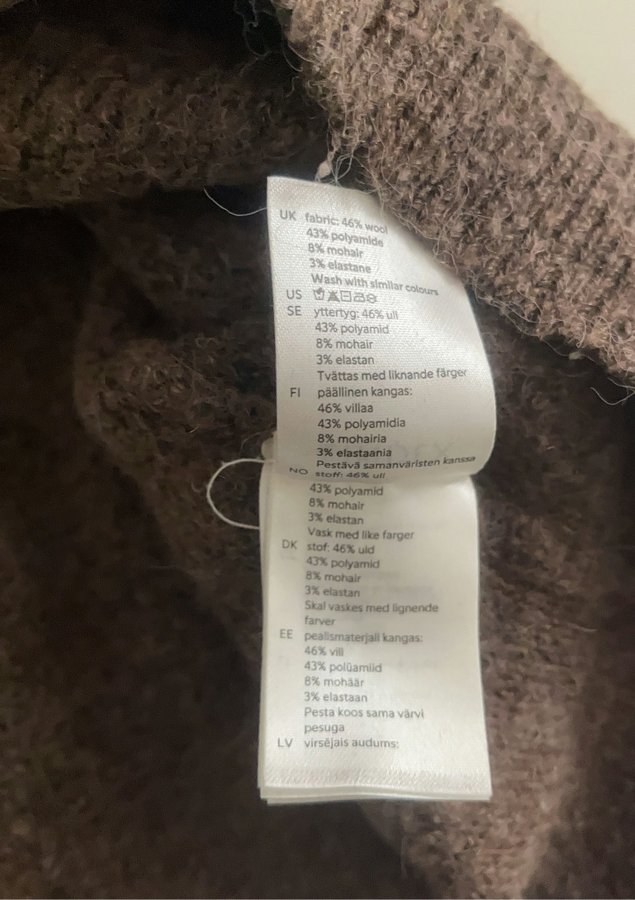 UK fabric: 46% wool
43% polyamide
8% mohair
3% elastane
Wash with similar colours
US
SE yttertyg: 46% ull
43% polyamid
8% mohair
3% elastan
Tvättas med liknande färger
FI päällinen kangas:
46% villaa
43% polyamidia
8% mohairia
3% elastaania
Pestävä samanväristen kanssa
NO stoff: 46% ull
43% polyamid
8% mohair
3% elastan
Vask med like farger
DK stof: 46% uld
43% polyamid
8% mohair
3% elastan
Skal vaskes med lignende
farver
EE pealismaterjali kangas:
46% vill
43% polüamiid
8% mohäär
3% elastaan
Pesta koos sama värvi
pesuga
LV virsējais audums: